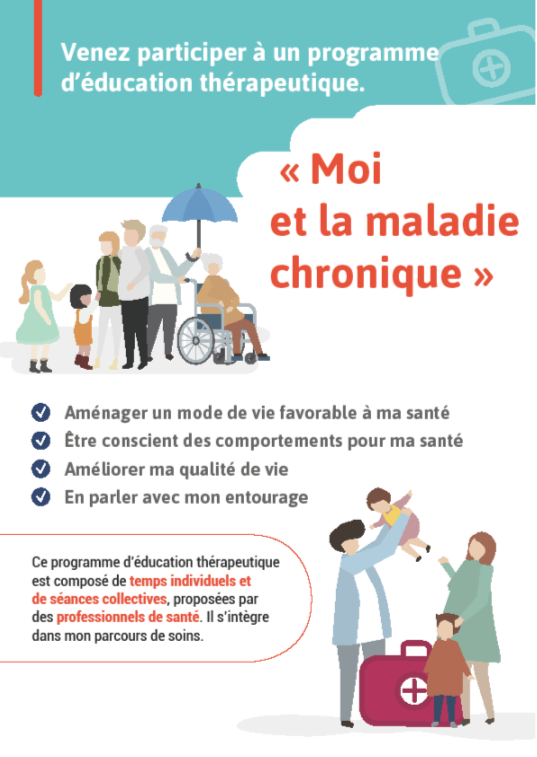 Venez participer à un programme
d'éducation thérapeutique.
« Moi
et la maladie
chronique »
Aménager un mode de vie favorable à ma santé
Être conscient des comportements pour ma santé
Améliorer ma qualité de vie
En parler avec mon entourage
Ce programme d'éducation thérapeutique
est composé de temps individuels et
de séances collectives, proposées par
des professionnels de santé. Il s'intègre
dans mon parcours de soins.